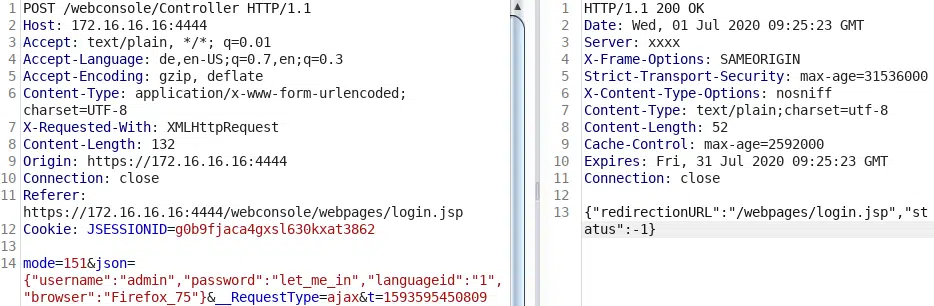 1 POST /webconsole/Controller HTTP/1.1
2 Host: 172.16.16.16:4444
3 Accept: text/plain, */*; q=0.01
4 Accept-Language: de,en-US;q=0.7,en;q=0.3
5 Accept-Encoding: gzip, deflate
6 Content-Type: application/x-www-form-urlencoded;
charset=UTF-8
7 X-Requested-With: XMLHttpRequest
8 Content-Length: 132
9 Origin: https://172.16.16.16:4444
10 Connection: close
11 Referer:
https://172.16.16.16:4444/webconsole/webpages/login.jsp
12 Cookie: JSESSIONID=g0b9fjaca4gxsl630kxat3862
13
14 mode=151&json=
{"username":"admin","password":"let_me_in","languageid":"1",
"browser":"Firefox_75"}&__RequestType=ajax&t=1593595450809
1 HTTP/1.1 200 OK
2 Date: Wed, 01 Jul 2020 09:25:23 GMT
3 Server: xxxx
4 X-Frame-Options: SAMEORIGIN
5 Strict-Transport-Security: max-age=31536000
6 X-Content-Type-Options: nosniff
7 Content-Type: text/plain;charset=utf-8
8 Content-Length: 52
9 Cache-Control: max-age=2592000
10 Expires: Fri, 31 Jul 2020 09:25:23 GMT
11 Connection: close
12
13 {"redirectionURL":"/webpages/login.jsp","st
atus":-1}